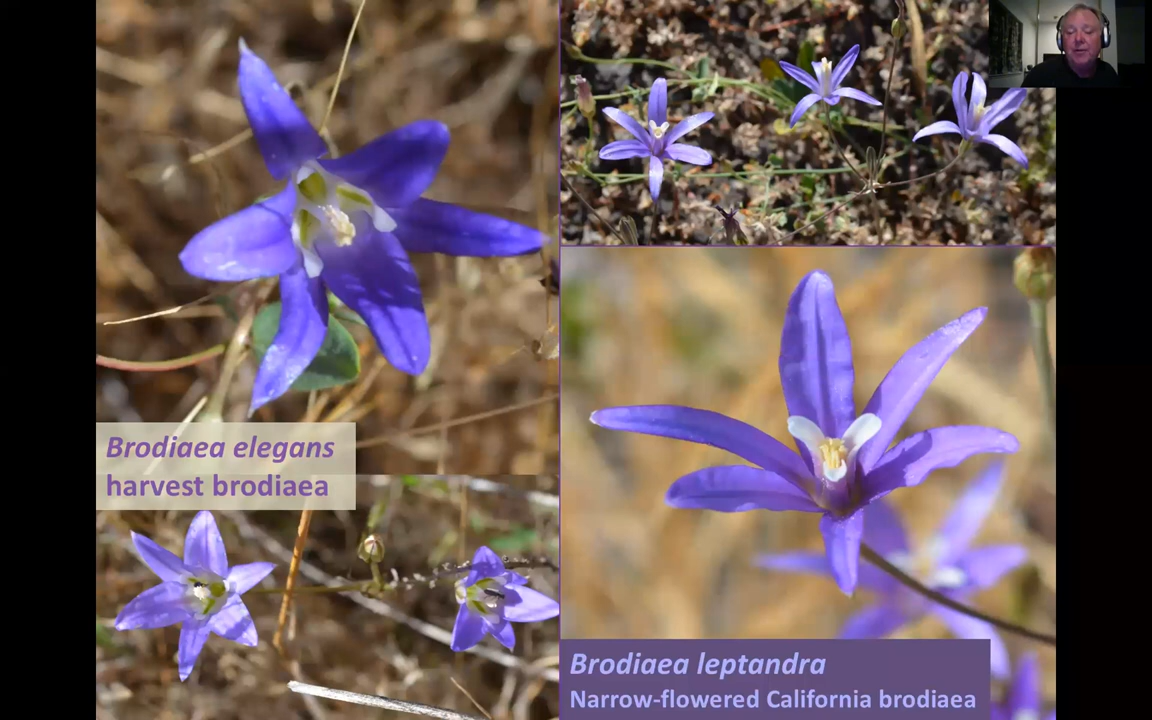 Brodiaea elegans
harvest brodiaea
Brodiaea leptandra
Narrow-flowered California brodiaea